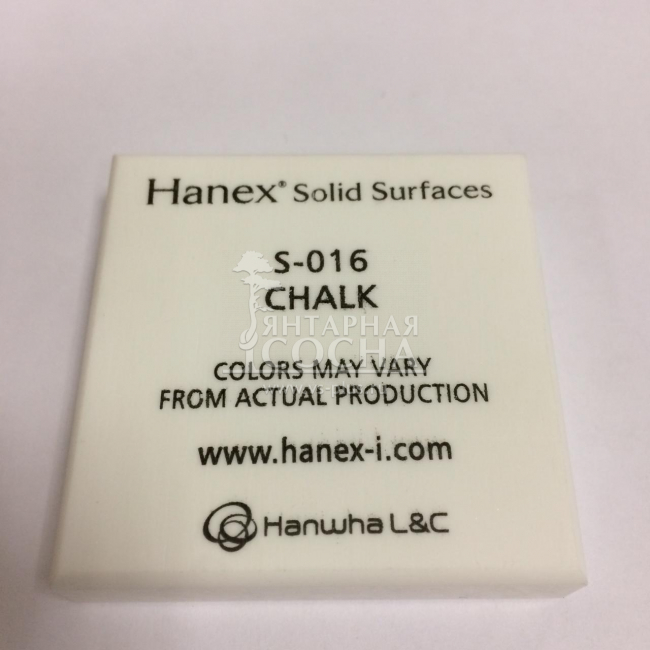 Hanex® Solid Surfaces
S-016
CHALK
ЯНТАРНАЯ
СОСНА
COLORS MAY VARY
FROM ACTUAL PRODUCTION
www.hanex-i.com
Hanwha L&C